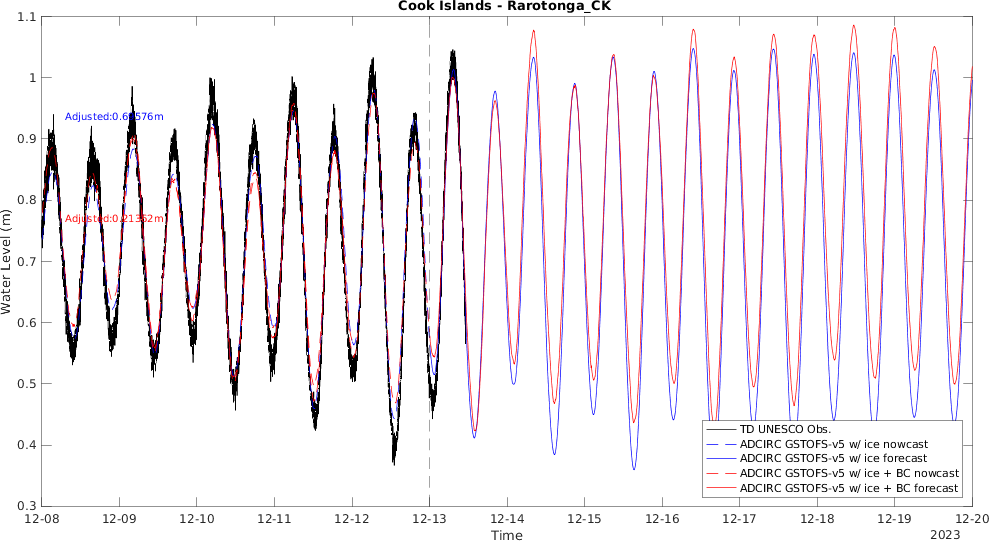 Cook Islands - Rarotonga_CK
1.1
1
0.9
0.8
0.7
0.6
0.5
0.4
0.3
Water Level (m)
Adjusted:0.66576m
Adjusted:0.21352m
TD UNESCO Obs.
ADCIRC GSTOFS-v5 w/ ice nowcast
ADCIRC GSTOFS-v5 w/ ice forecast
ADCIRC GSTOFS-v5 w/ ice + BC nowcast
ADCIRC GSTOFS-v5 w/ ice + BC forecast
12-08 12-09 12-10 12-11 12-12 12-13 12-14 12-15 12-16 12-17 12-18 12-19 12-20
Time
2023